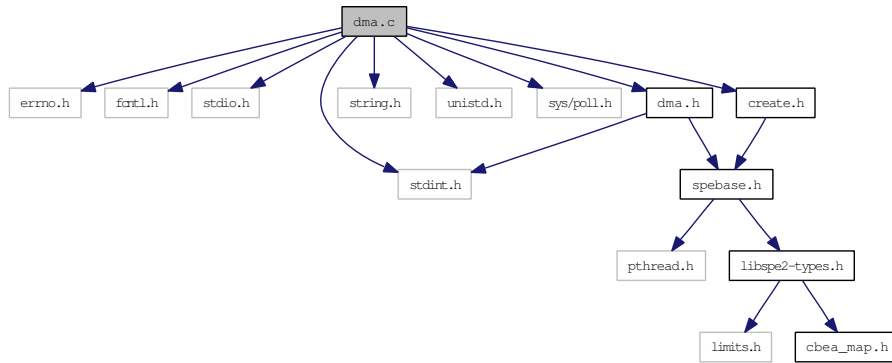 dma.c
errno.h
fcntl.h
stdio.h
string.h
unistd.h
sys/poll.h
dma.h
create.h
stdint.h
spebase.h
pthread.h
libspe2-types.h
limits.h
cbea_map.h